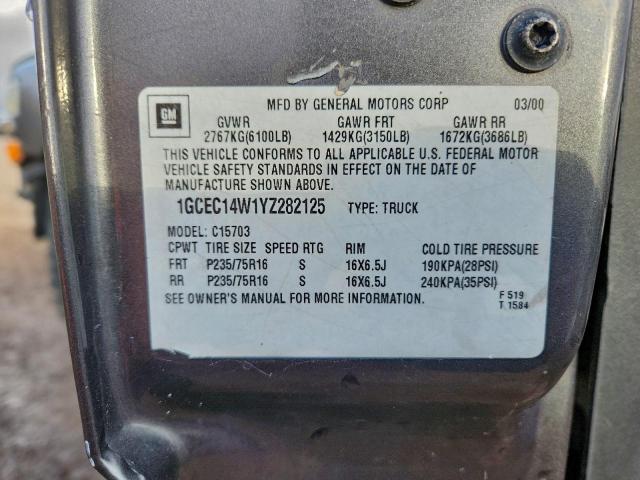 GM
MFD BY GENERAL MOTORS CORP 03/00
GVWR GAWR FRT GAWR RR
2767KG(6100LB) 1429KG(3150LB) 1672KG(3686LB)
THIS VEHICLE CONFORMS TO ALL APPLICABLE U.S. FEDERAL MOTOR
VEHICLE SAFETY STANDARDS IN EFFECT ON THE DATE OF
MANUFACTURE SHOWN ABOVE.
1GCEC14W1YZ282125 TYPE: TRUCK
MODEL: C15703
CPWT TIRE SIZE SPEED RTG RIM COLD TIRE PRESSURE
FRT P235/75R16 S 16X6.5J 190KPA(28PSI)
RR P235/75R16 S 16X6.5J 240KPA(35PSI)
SEE OWNER'S MANUAL FOR MORE INFORMATION. F 519
T 1584